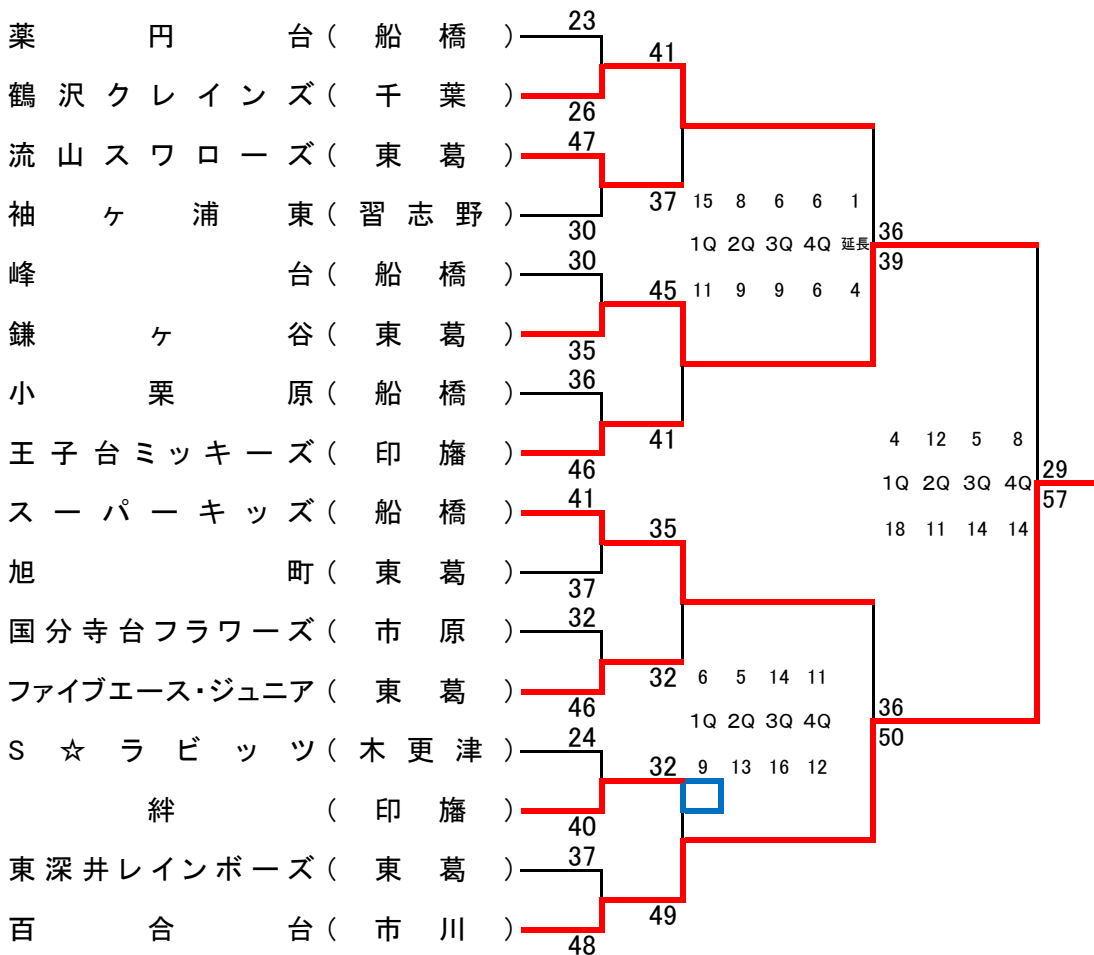 薬円台(船橋) 23
41
鶴沢クレインズ(千葉) 26
流山スワローズ(東葛) 47
37 15 8 6 6 1
袖ヶ浦東(習志野) 30
1Q 2Q 3Q 4Q 延長 36
39
峰台(船橋) 30
45 11 9 9 6 4
鎌ヶ谷(東葛) 35
小栗原(船橋) 36
41
王子台ミッキーズ(印旛) 46
4 12 5 8
1Q 2Q 3Q 4Q 29
57
18 11 14 14
スーパーキッズ(船橋) 41
35
旭町(東葛) 37
国分寺台フラワーズ(市原) 32
32 6 5 14 11
ファイブエース・ジュニア(東葛) 46
1Q 2Q 3Q 4Q 36
50
S☆ラビッツ(木更津) 24
32 9 13 16 12
絆(印旛) 40
東深井レインボーズ(東葛) 37
49
百合台(市川) 48